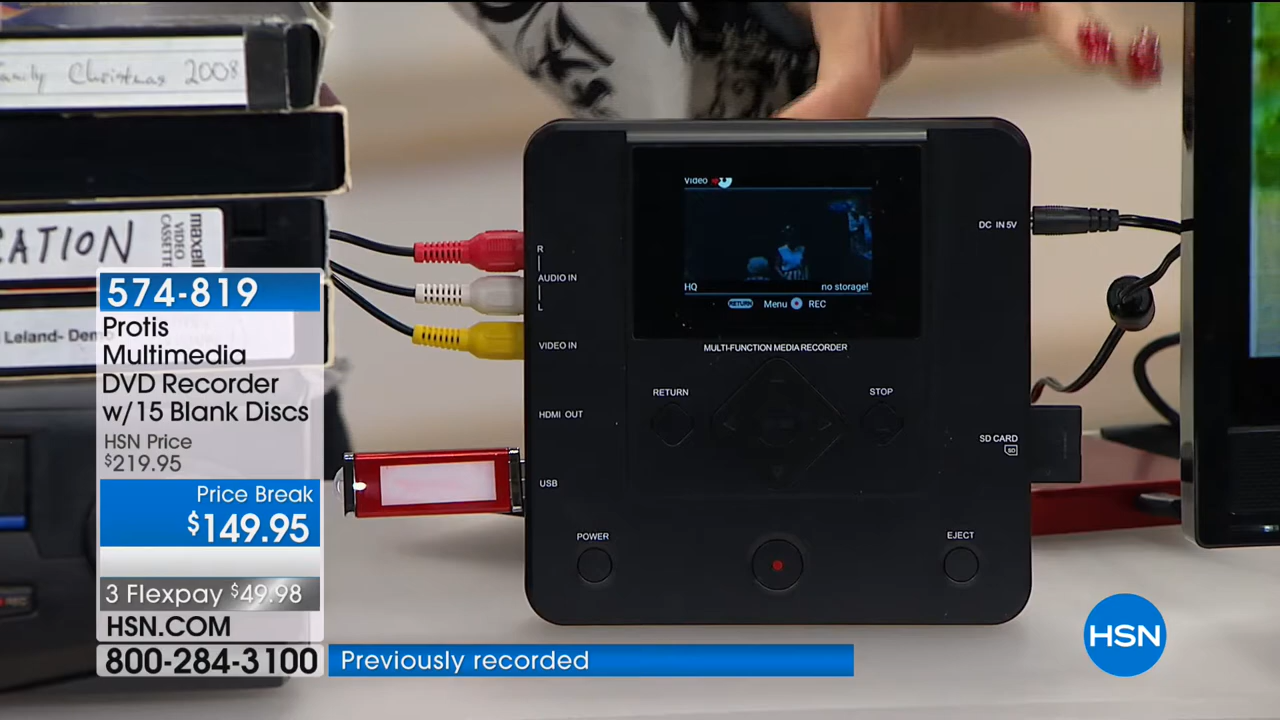 Family Christmas 2008
CATION
maxell
VIDEO
CASSETTE
Leland- Demo
574-819
Protis
Multimedia
DVD Recorder
w/15 Blank Discs
HSN Price
$219.95
Price Break
$149.95
3 Flexpay $49.98
HSN.COM
800-284-3100
Previously recorded
HSN
Video
HQ
no storage!
RETURN
Menu
REC
MULTI-FUNCTION MEDIA RECORDER
R
AUDIO IN
L
VIDEO IN
HDMI OUT
USB
RETURN
STOP
DC IN 5V
SD CARD
SD
POWER
EJECT
REC